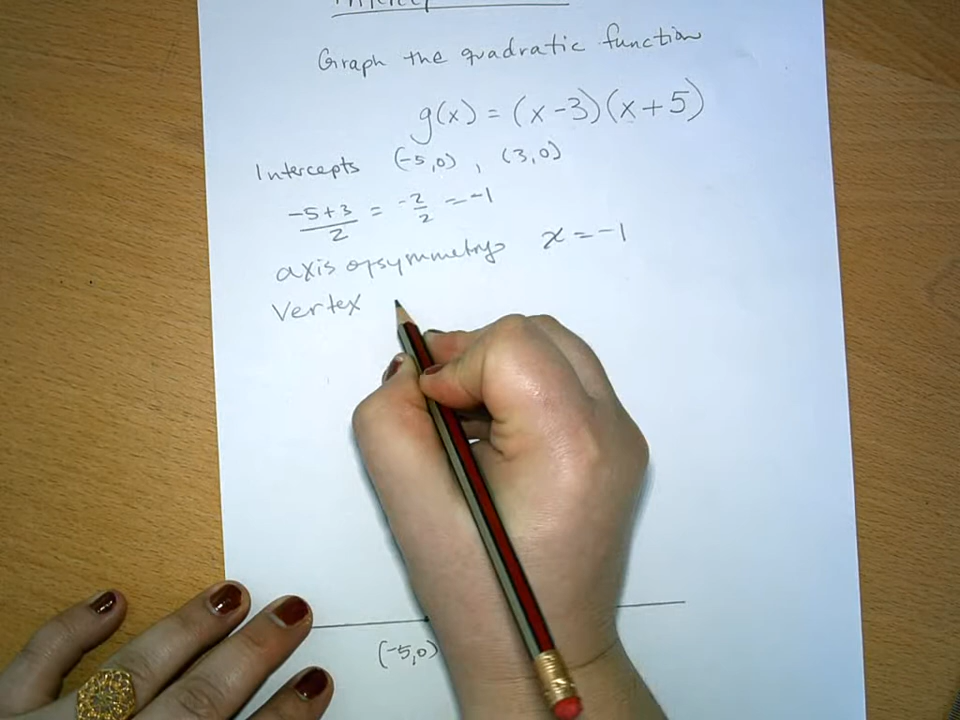 Graph the quadratic function
g(x) = (x-3)(x+5)
Intercepts (-5,0) , (3,0)
-5+3/2 = -2/2 = -1
axis of symmetry x = -1
Vertex
(-5,0)